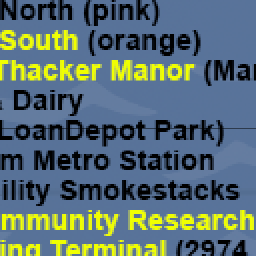 North (pink)
South (orange)
Thacker Manor (Mar
& Dairy
LoanDepot Park)
m Metro Station
ility Smokestacks
mmunity Research
ing Terminal (2974